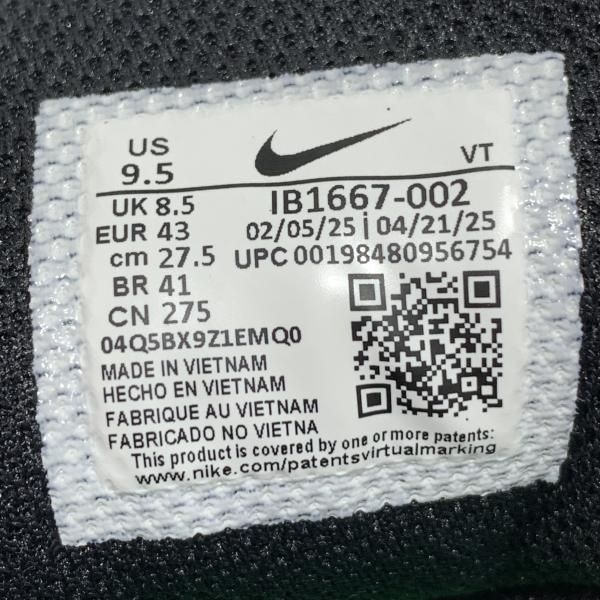 US
9.5
VT
UK 8.5
IB1667-002
EUR 43
02/05/25 | 04/21/25
cm 27.5
UPC 00198480956754
BR 41
CN 275
04Q5BX9Z1EMQ0
MADE IN VIETNAM
HECHO EN VIETNAM
FABRIQUE AU VIETNAM
FABRICADO NO VIETNA
This product is covered by one or more patents:
www.nike.com/patentsvirtualmarking